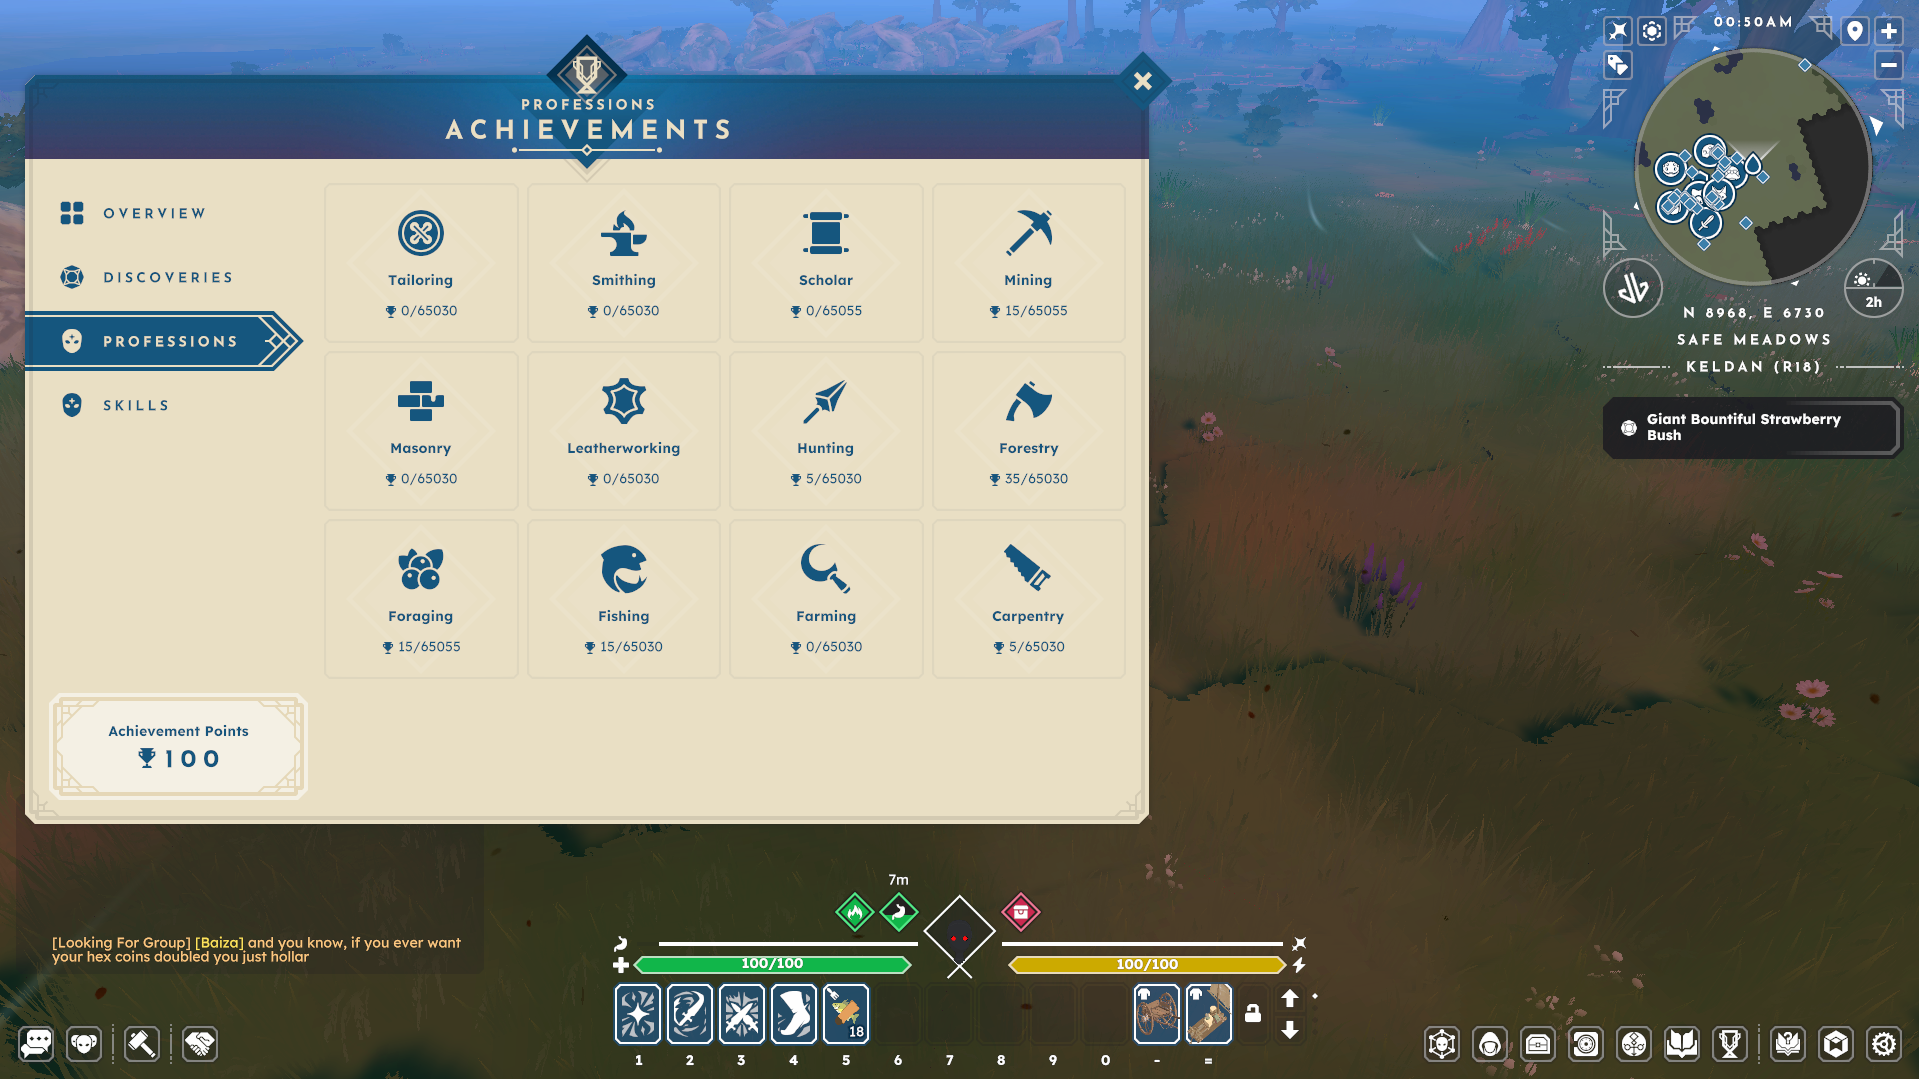 PROFESSIONS
ACHIEVEMENTS
OVERVIEW
DISCOVERIES
PROFESSIONS
SKILLS
Tailoring
0/65030
Smithing
0/65030
Scholar
0/65055
Mining
15/65055
Masonry
0/65030
Leatherworking
0/65030
Hunting
5/65030
Forestry
35/65030
Foraging
15/65055
Fishing
15/65030
Farming
0/65030
Carpentry
5/65030
Achievement Points
100
00:50AM
2h
N 8968, E 6730
SAFE MEADOWS
KELDAN (R18)
Giant Bountiful Strawberry
Bush
[Looking For Group] [Baiza] and you know, if you ever want
your hex coins doubled you just hollar
7m
100/100
100/100
18
1 2 3 4 5 6 7 8 9 0 - =